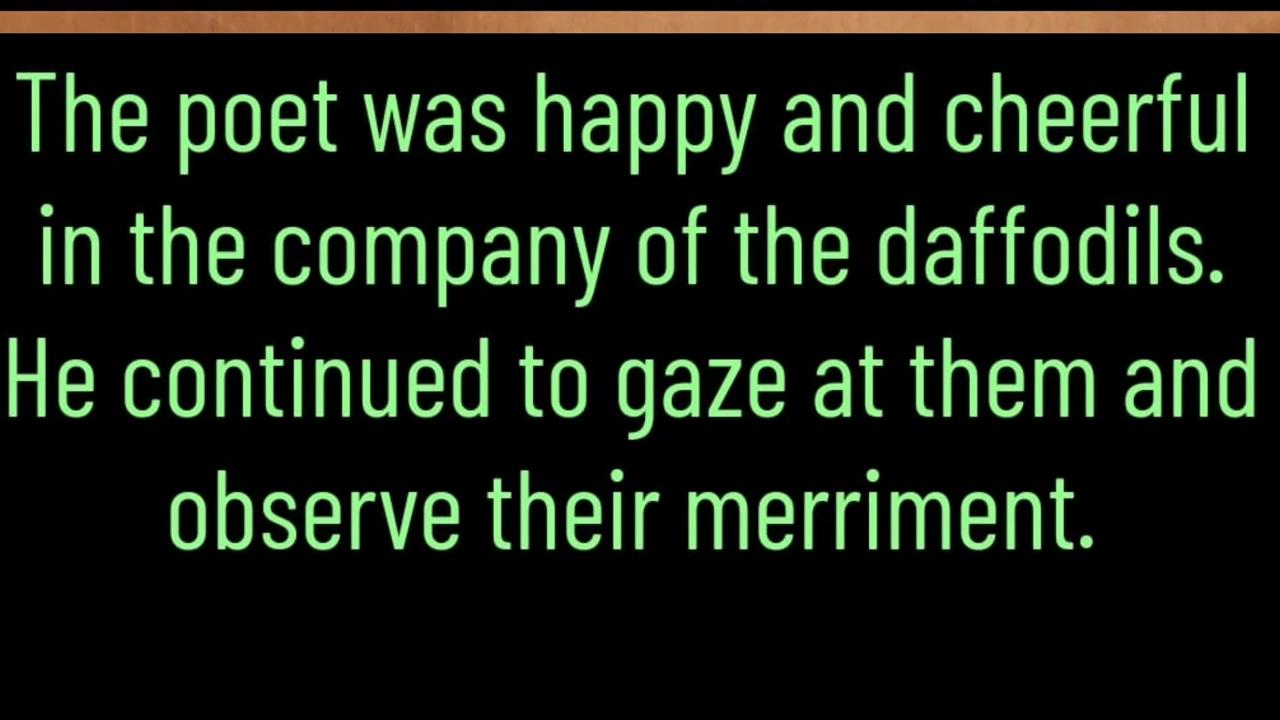 The poet was happy and cheerful
in the company of the daffodils.
He continued to gaze at them and
observe their merriment.